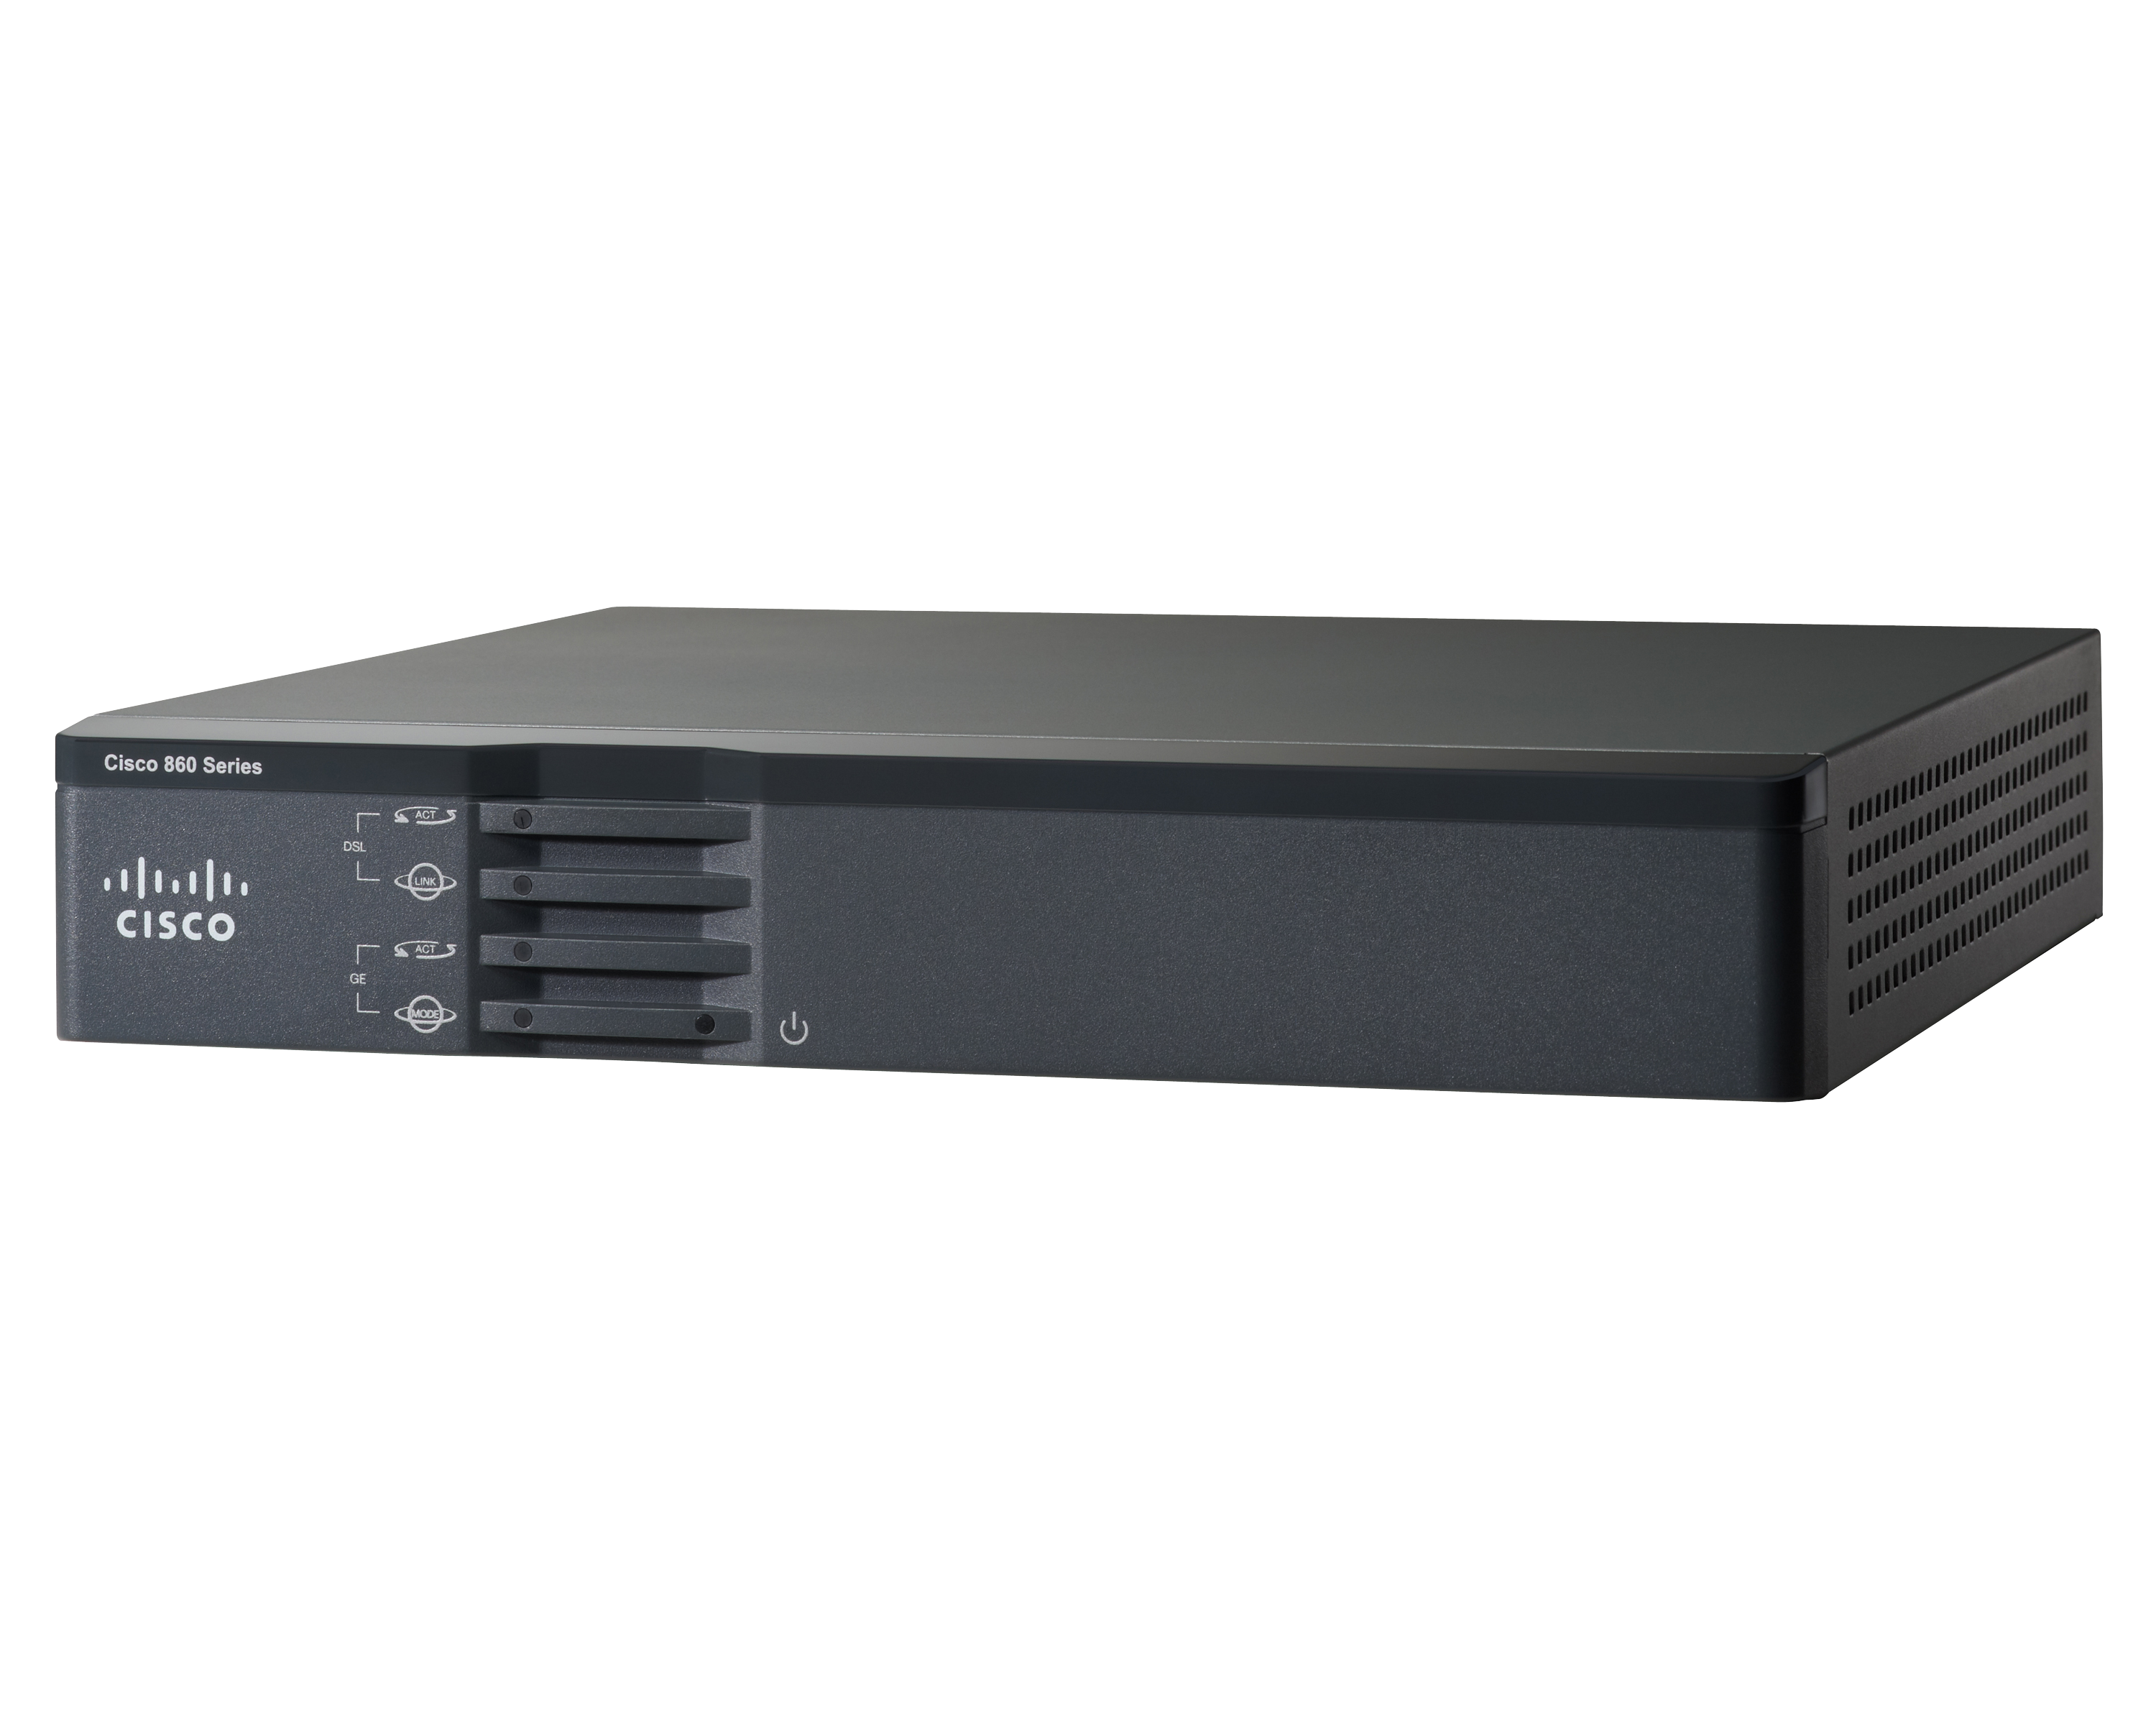 Cisco 860 Series
CISCO
DSL
ACT
LINK
GE
ACT
MODE